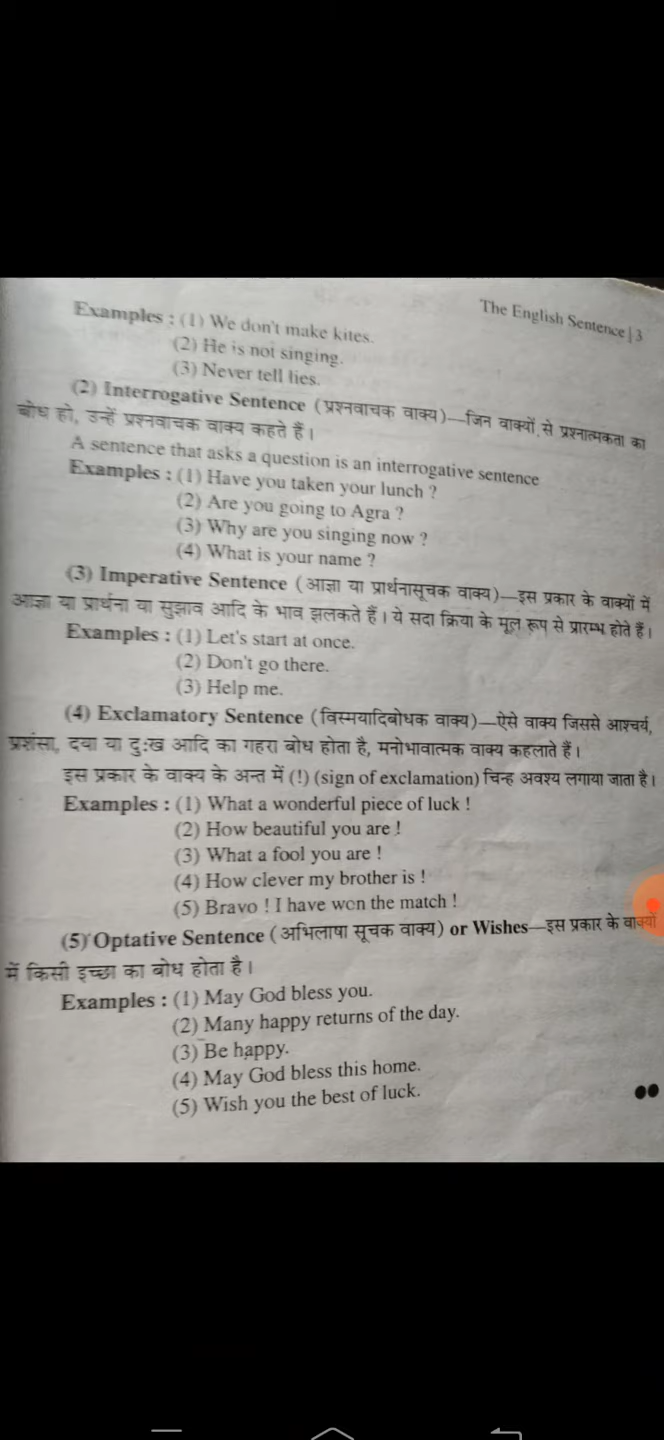 The English Sentence | 3
Examples : (1) We don't make kites.
(2) He is not singing.
(3) Never tell lies.
(2) Interrogative Sentence (प्रश्नवाचक वाक्य)—जिन वाक्यों से प्रश्नात्मकता का
बोध हो, उन्हें प्रश्नवाचक वाक्य कहते हैं।
A sentence that asks a question is an interrogative sentence
Examples : (1) Have you taken your lunch ?
(2) Are you going to Agra ?
(3) Why are you singing now ?
(4) What is your name ?
(3) Imperative Sentence (आज्ञा या प्रार्थनासूचक वाक्य)—इस प्रकार के वाक्यों में
आज्ञा या प्रार्थना या सुझाव आदि के भाव झलकते हैं। ये सदा क्रिया के मूल रूप से प्रारम्भ होते हैं।
Examples : (1) Let's start at once.
(2) Don't go there.
(3) Help me.
(4) Exclamatory Sentence (विस्मयादिबोधक वाक्य)—ऐसे वाक्य जिससे आश्चर्य,
प्रशंसा, दया या दुःख आदि का गहरा बोध होता है, मनोभावात्मक वाक्य कहलाते हैं।
इस प्रकार के वाक्य के अन्त में (!) (sign of exclamation) चिन्ह अवश्य लगाया जाता है।
Examples : (1) What a wonderful piece of luck !
(2) How beautiful you are !
(3) What a fool you are !
(4) How clever my brother is !
(5) Bravo ! I have won the match !
(5) Optative Sentence (अभिलाषा सूचक वाक्य) or Wishes—इस प्रकार के वाक्यों
में किसी इच्छा का बोध होता है।
Examples : (1) May God bless you.
(2) Many happy returns of the day.
(3) Be happy.
(4) May God bless this home.
(5) Wish you the best of luck.